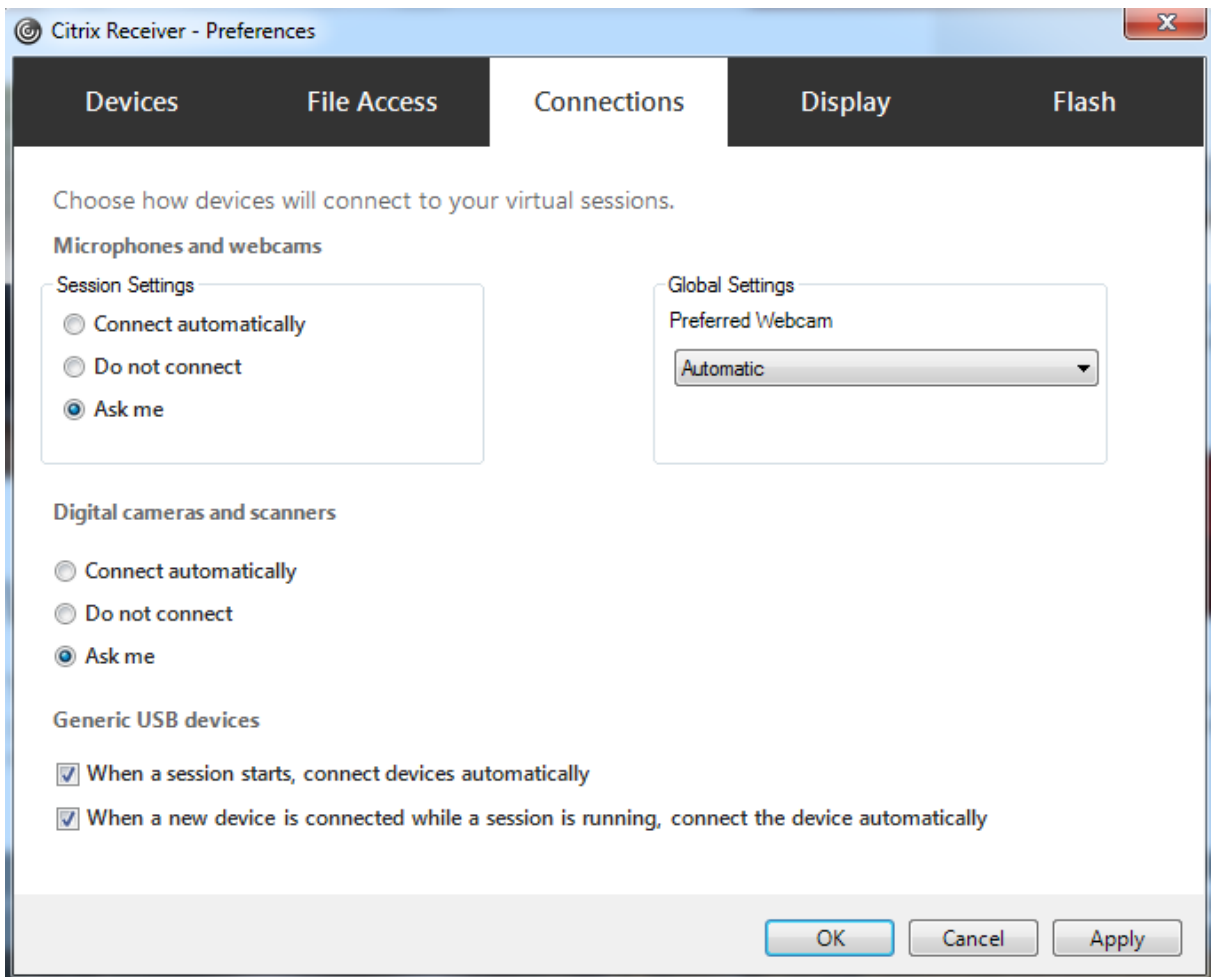 Citrix Receiver - Preferences
Devices File Access Connections Display Flash
Choose how devices will connect to your virtual sessions.
Microphones and webcams
Session Settings
Connect automatically
Do not connect
Ask me
Global Settings
Preferred Webcam
Automatic
Digital cameras and scanners
Connect automatically
Do not connect
Ask me
Generic USB devices
When a session starts, connect devices automatically
When a new device is connected while a session is running, connect the device automatically
OK Cancel Apply